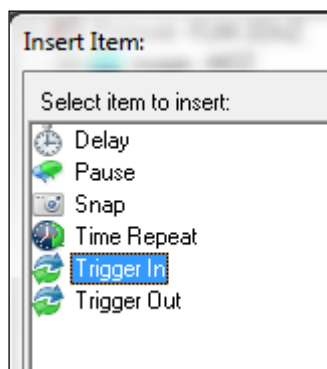 Insert Item:
Select item to insert:
Delay
Pause
Snap
Time Repeat
Trigger In
Trigger Out